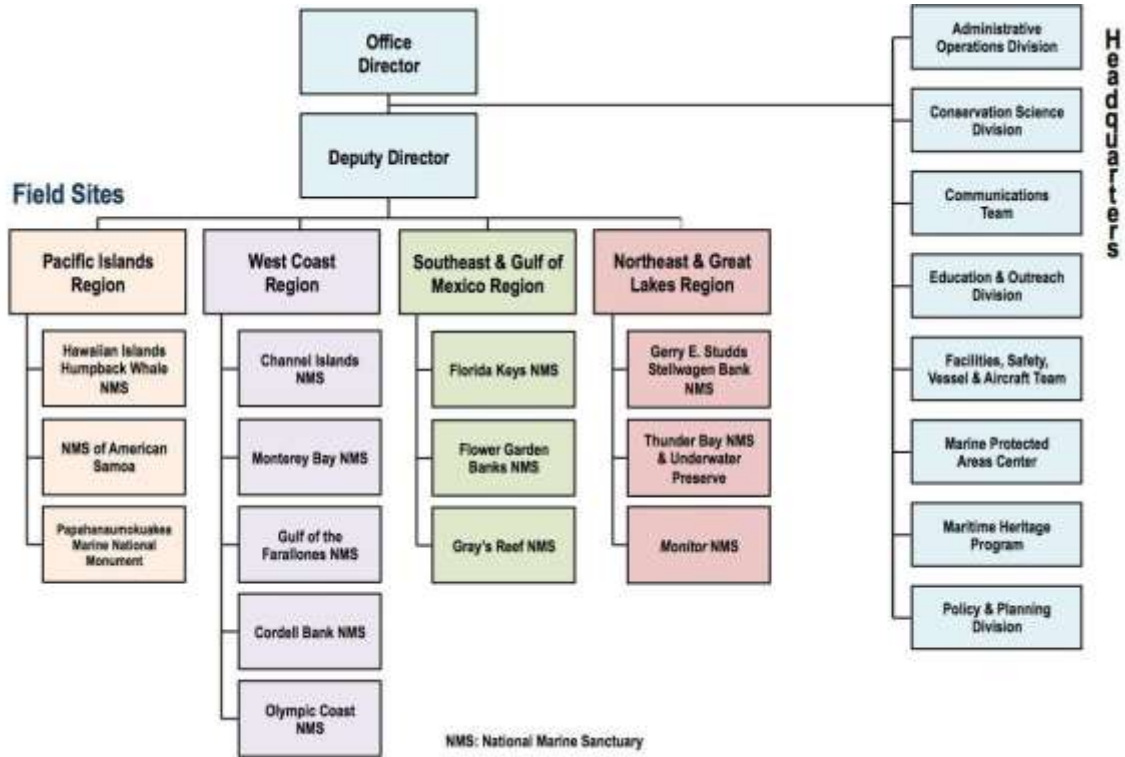 Office
Director
Deputy Director
Field Sites
Pacific Islands
Region
Hawaiian Islands
Humpback Whale
NMS
NMS of American
Samoa
Papahanaumokuakea
Marine National
Monument
West Coast
Region
Channel Islands
NMS
Monterey Bay NMS
Gulf of the
Farallones NMS
Cordell Bank NMS
Olympic Coast
NMS
Southeast & Gulf of
Mexico Region
Florida Keys NMS
Flower Garden
Banks NMS
Gray's Reef NMS
Northeast & Great
Lakes Region
Gerry E. Studds
Stellwagen Bank
NMS
Thunder Bay NMS
& Underwater
Preserve
Monitor NMS
NMS: National Marine Sanctuary
Headquarters
Administrative
Operations Division
Conservation Science
Division
Communications
Team
Education & Outreach
Division
Facilities, Safety,
Vessel & Aircraft Team
Marine Protected
Areas Center
Maritime Heritage
Program
Policy & Planning
Division